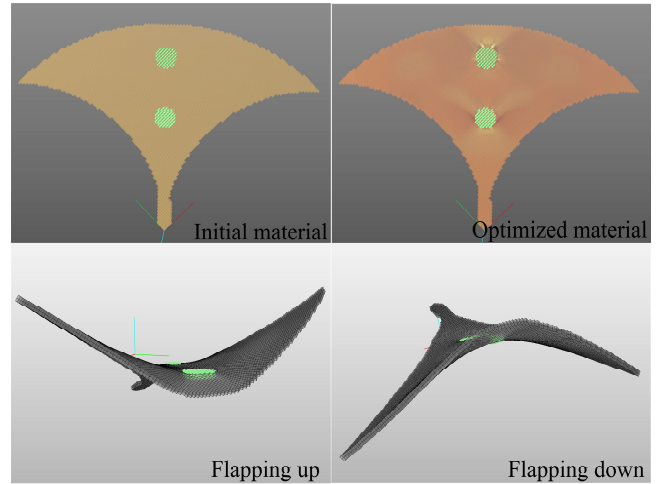 Initial material
Optimized material
Flapping up
Flapping down